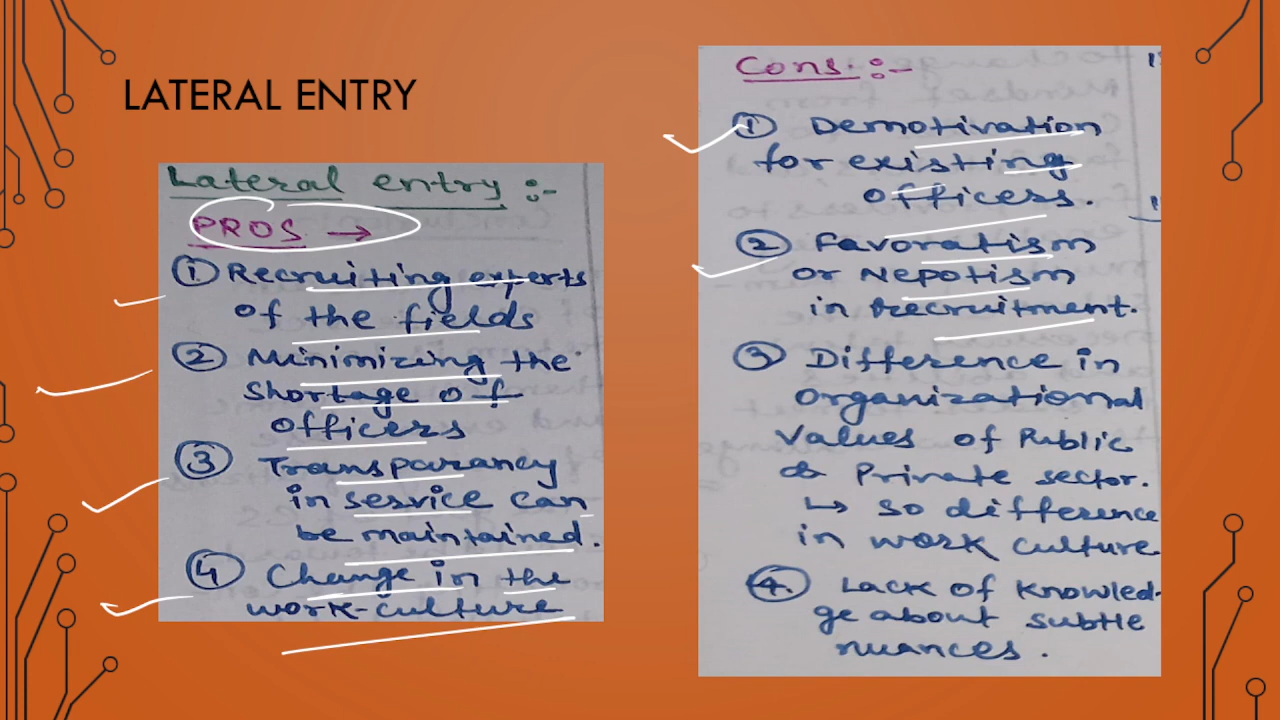 LATERAL ENTRY
Lateral entry :-
PROS →
① Recruiting experts
of the fields
② Minimizing the
Shortage of
officers
③ Transparancy
in service can
be maintained.
④ Change in the
work-culture
Cons :-
① Demotivation
for existing
officers.
② Favoratism
or Nepotism
in Recruitment.
③ Difference in
organizational
Values of Public
& Private sector.
↳ so difference
in work culture
④ Lack of knowled-
ge about subtle
nuances.